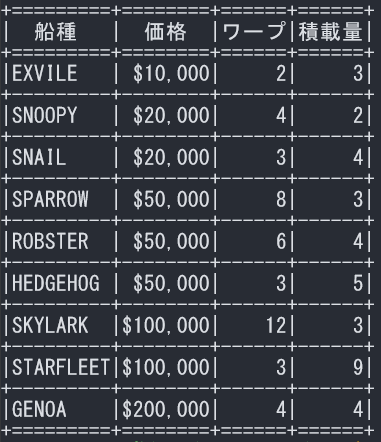 +=========+========+======+======+
|  船種   |  価格  |ワープ|積載量|
+=========+========+======+======+
|EXVILE   | $10,000|     2|     3|
+---------+--------+------+------+
|SNOOPY   | $20,000|     4|     2|
+---------+--------+------+------+
|SNAIL    | $20,000|     3|     4|
+---------+--------+------+------+
|SPARROW  | $50,000|     8|     3|
+---------+--------+------+------+
|ROBSTER  | $50,000|     6|     4|
+---------+--------+------+------+
|HEDGEHOG | $50,000|     3|     5|
+---------+--------+------+------+
|SKYLARK  |$100,000|    12|     3|
+---------+--------+------+------+
|STARFLEET|$100,000|     3|     9|
+---------+--------+------+------+
|GENOA    |$200,000|     4|     4|
+=========+========+======+======+